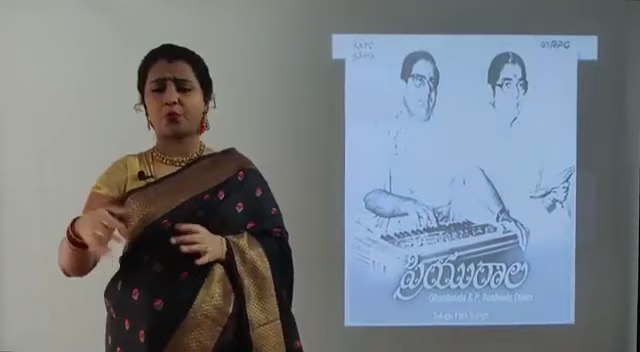 RPG
ప్రియురాల
Ghantasala & P. Susheela Duets
Telugu Film Songs